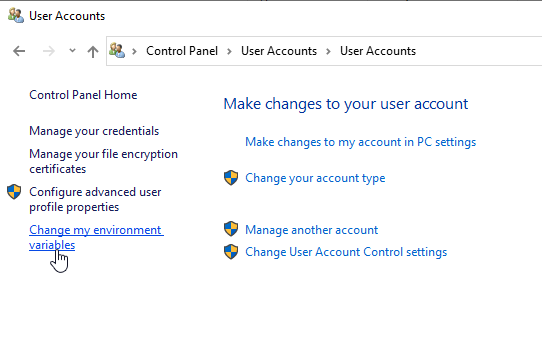 User Accounts
Control Panel > User Accounts > User Accounts
Control Panel Home
Manage your credentials
Manage your file encryption
certificates
Configure advanced user
profile properties
Change my environment
variables
Make changes to your user account
Make changes to my account in PC settings
Change your account type
Manage another account
Change User Account Control settings